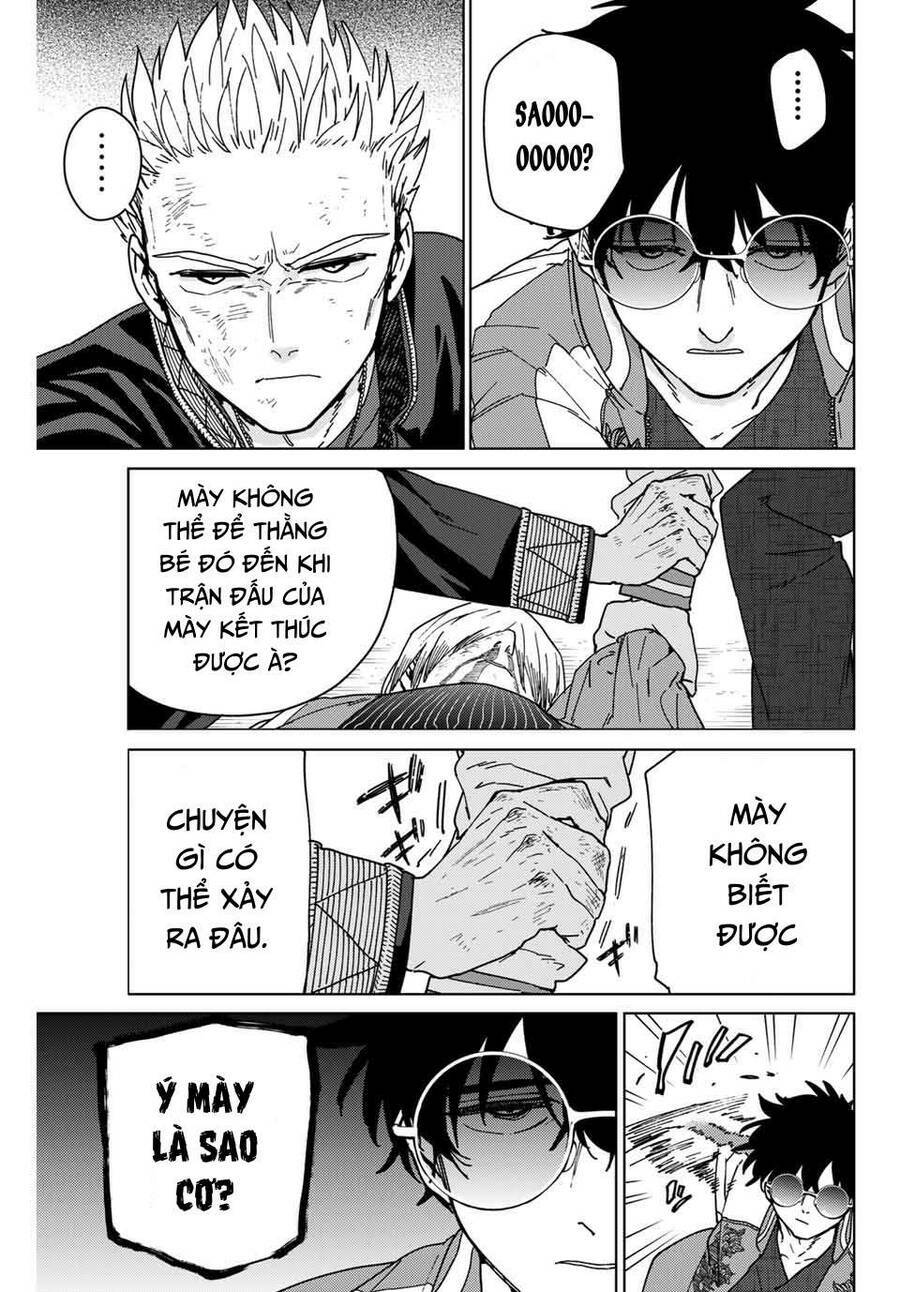 SAOOO-
OOOOO?
......
......
MÀY KHÔNG
THỂ ĐỂ THẰNG
BÉ ĐÓ ĐẾN KHI
TRẬN ĐẤU CỦA
MÀY KẾT THÚC
ĐƯỢC À?
MÀY
KHÔNG
BIẾT
ĐƯỢC
CHUYỆN
GÌ CÓ
THỂ XẢY
RA ĐÂU.
Ý MÀY
LÀ SAO
CƠ?